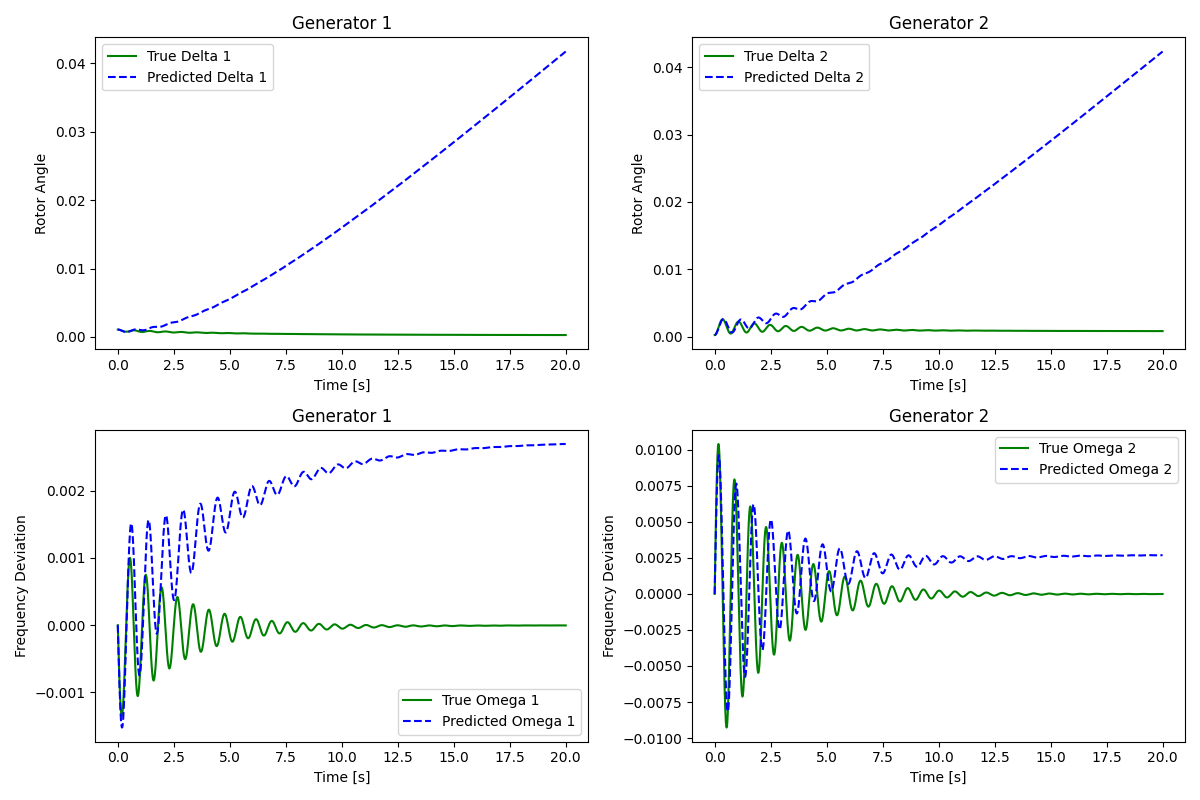 Generator 1
True Delta 1
Predicted Delta 1
Rotor Angle
0.04
0.03
0.02
0.01
0.00
0.0 2.5 5.0 7.5 10.0 12.5 15.0 17.5 20.0
Time [s]
Generator 2
True Delta 2
Predicted Delta 2
Rotor Angle
0.04
0.03
0.02
0.01
0.00
0.0 2.5 5.0 7.5 10.0 12.5 15.0 17.5 20.0
Time [s]
Generator 1
Frequency Deviation
0.002
0.001
0.000
−0.001
True Omega 1
Predicted Omega 1
0.0 2.5 5.0 7.5 10.0 12.5 15.0 17.5 20.0
Time [s]
Generator 2
True Omega 2
Predicted Omega 2
Frequency Deviation
0.0100
0.0075
0.0050
0.0025
0.0000
−0.0025
−0.0050
−0.0075
−0.0100
0.0 2.5 5.0 7.5 10.0 12.5 15.0 17.5 20.0
Time [s]